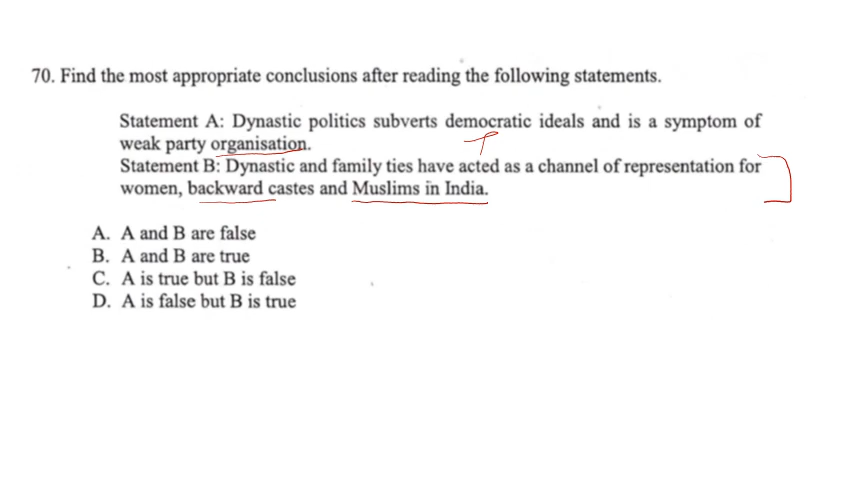 70. Find the most appropriate conclusions after reading the following statements.
Statement A: Dynastic politics subverts democratic ideals and is a symptom of
weak party organisation.
Statement B: Dynastic and family ties have acted as a channel of representation for
women, backward castes and Muslims in India.
A. A and B are false
B. A and B are true
C. A is true but B is false
D. A is false but B is true